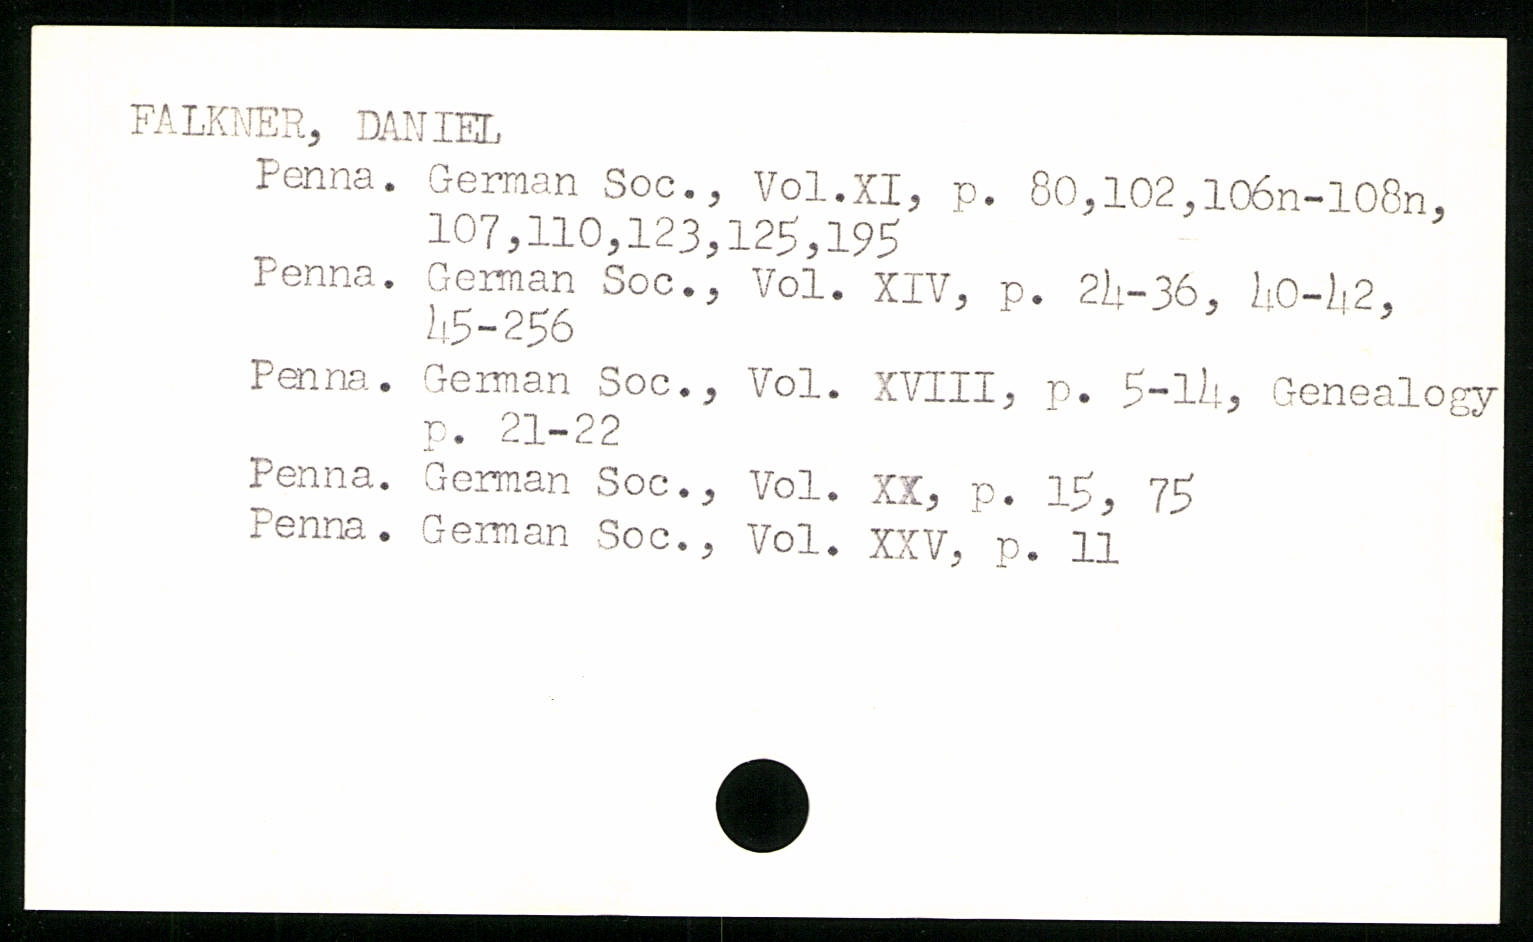 FALKNER, DANIEL
Penna. German Soc., Vol.XI, p. 80,102,106n-108n,
107,110,123,125,195
Penna. German Soc., Vol. XIV, p. 24-36, 40-42,
45-256
Penna. German Soc., Vol. XVIII, p. 5-14, Genealogy
p. 21-22
Penna. German Soc., Vol. XX, p. 15, 75
Penna. German Soc., Vol. XXV, p. 11